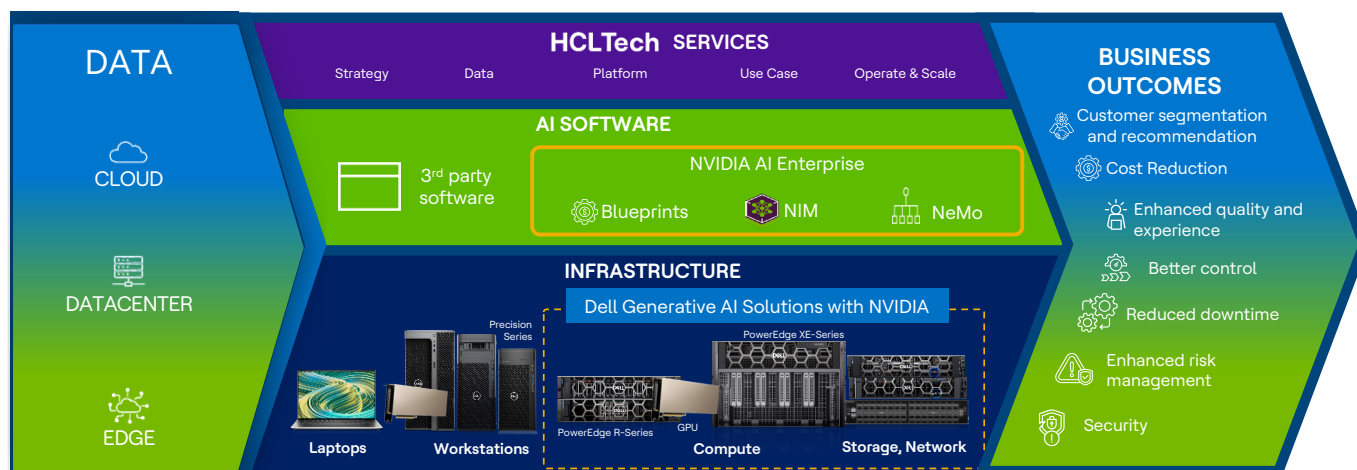 DATA
CLOUD
DATACENTER
EDGE
HCLTech SERVICES
Strategy
Data
Platform
Use Case
Operate & Scale
AI SOFTWARE
3rd party
software
NVIDIA AI Enterprise
Blueprints
NIM
NeMo
INFRASTRUCTURE
Dell Generative AI Solutions with NVIDIA
Precision
Series
PowerEdge XE-Series
PowerEdge R-Series
GPU
Laptops
Workstations
Compute
Storage, Network
BUSINESS
OUTCOMES
Customer segmentation
and recommendation
Cost Reduction
Enhanced quality and
experience
Better control
Reduced downtime
Enhanced risk
management
Security